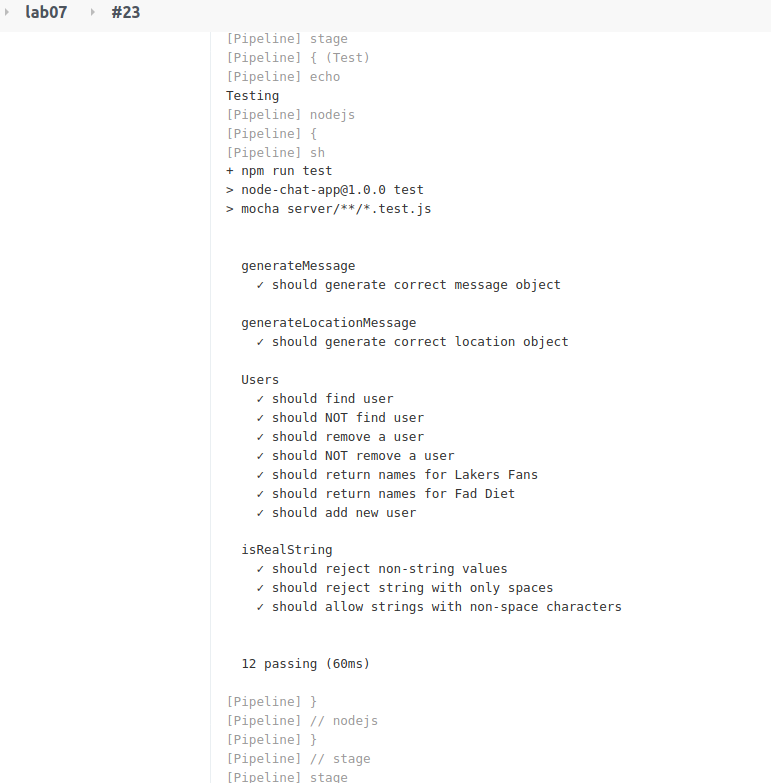 lab07 #23
[Pipeline] stage
[Pipeline] { (Test)
[Pipeline] echo
Testing
[Pipeline] nodejs
[Pipeline] {
[Pipeline] sh
+ npm run test
> node-chat-app@1.0.0 test
> mocha server/**/*.test.js
generateMessage
✓ should generate correct message object
generateLocationMessage
✓ should generate correct location object
Users
✓ should find user
✓ should NOT find user
✓ should remove a user
✓ should NOT remove a user
✓ should return names for Lakers Fans
✓ should return names for Fad Diet
✓ should add new user
isRealString
✓ should reject non-string values
✓ should reject string with only spaces
✓ should allow strings with non-space characters
12 passing (60ms)
[Pipeline] }
[Pipeline] // nodejs
[Pipeline] }
[Pipeline] // stage
[Pipeline] stage